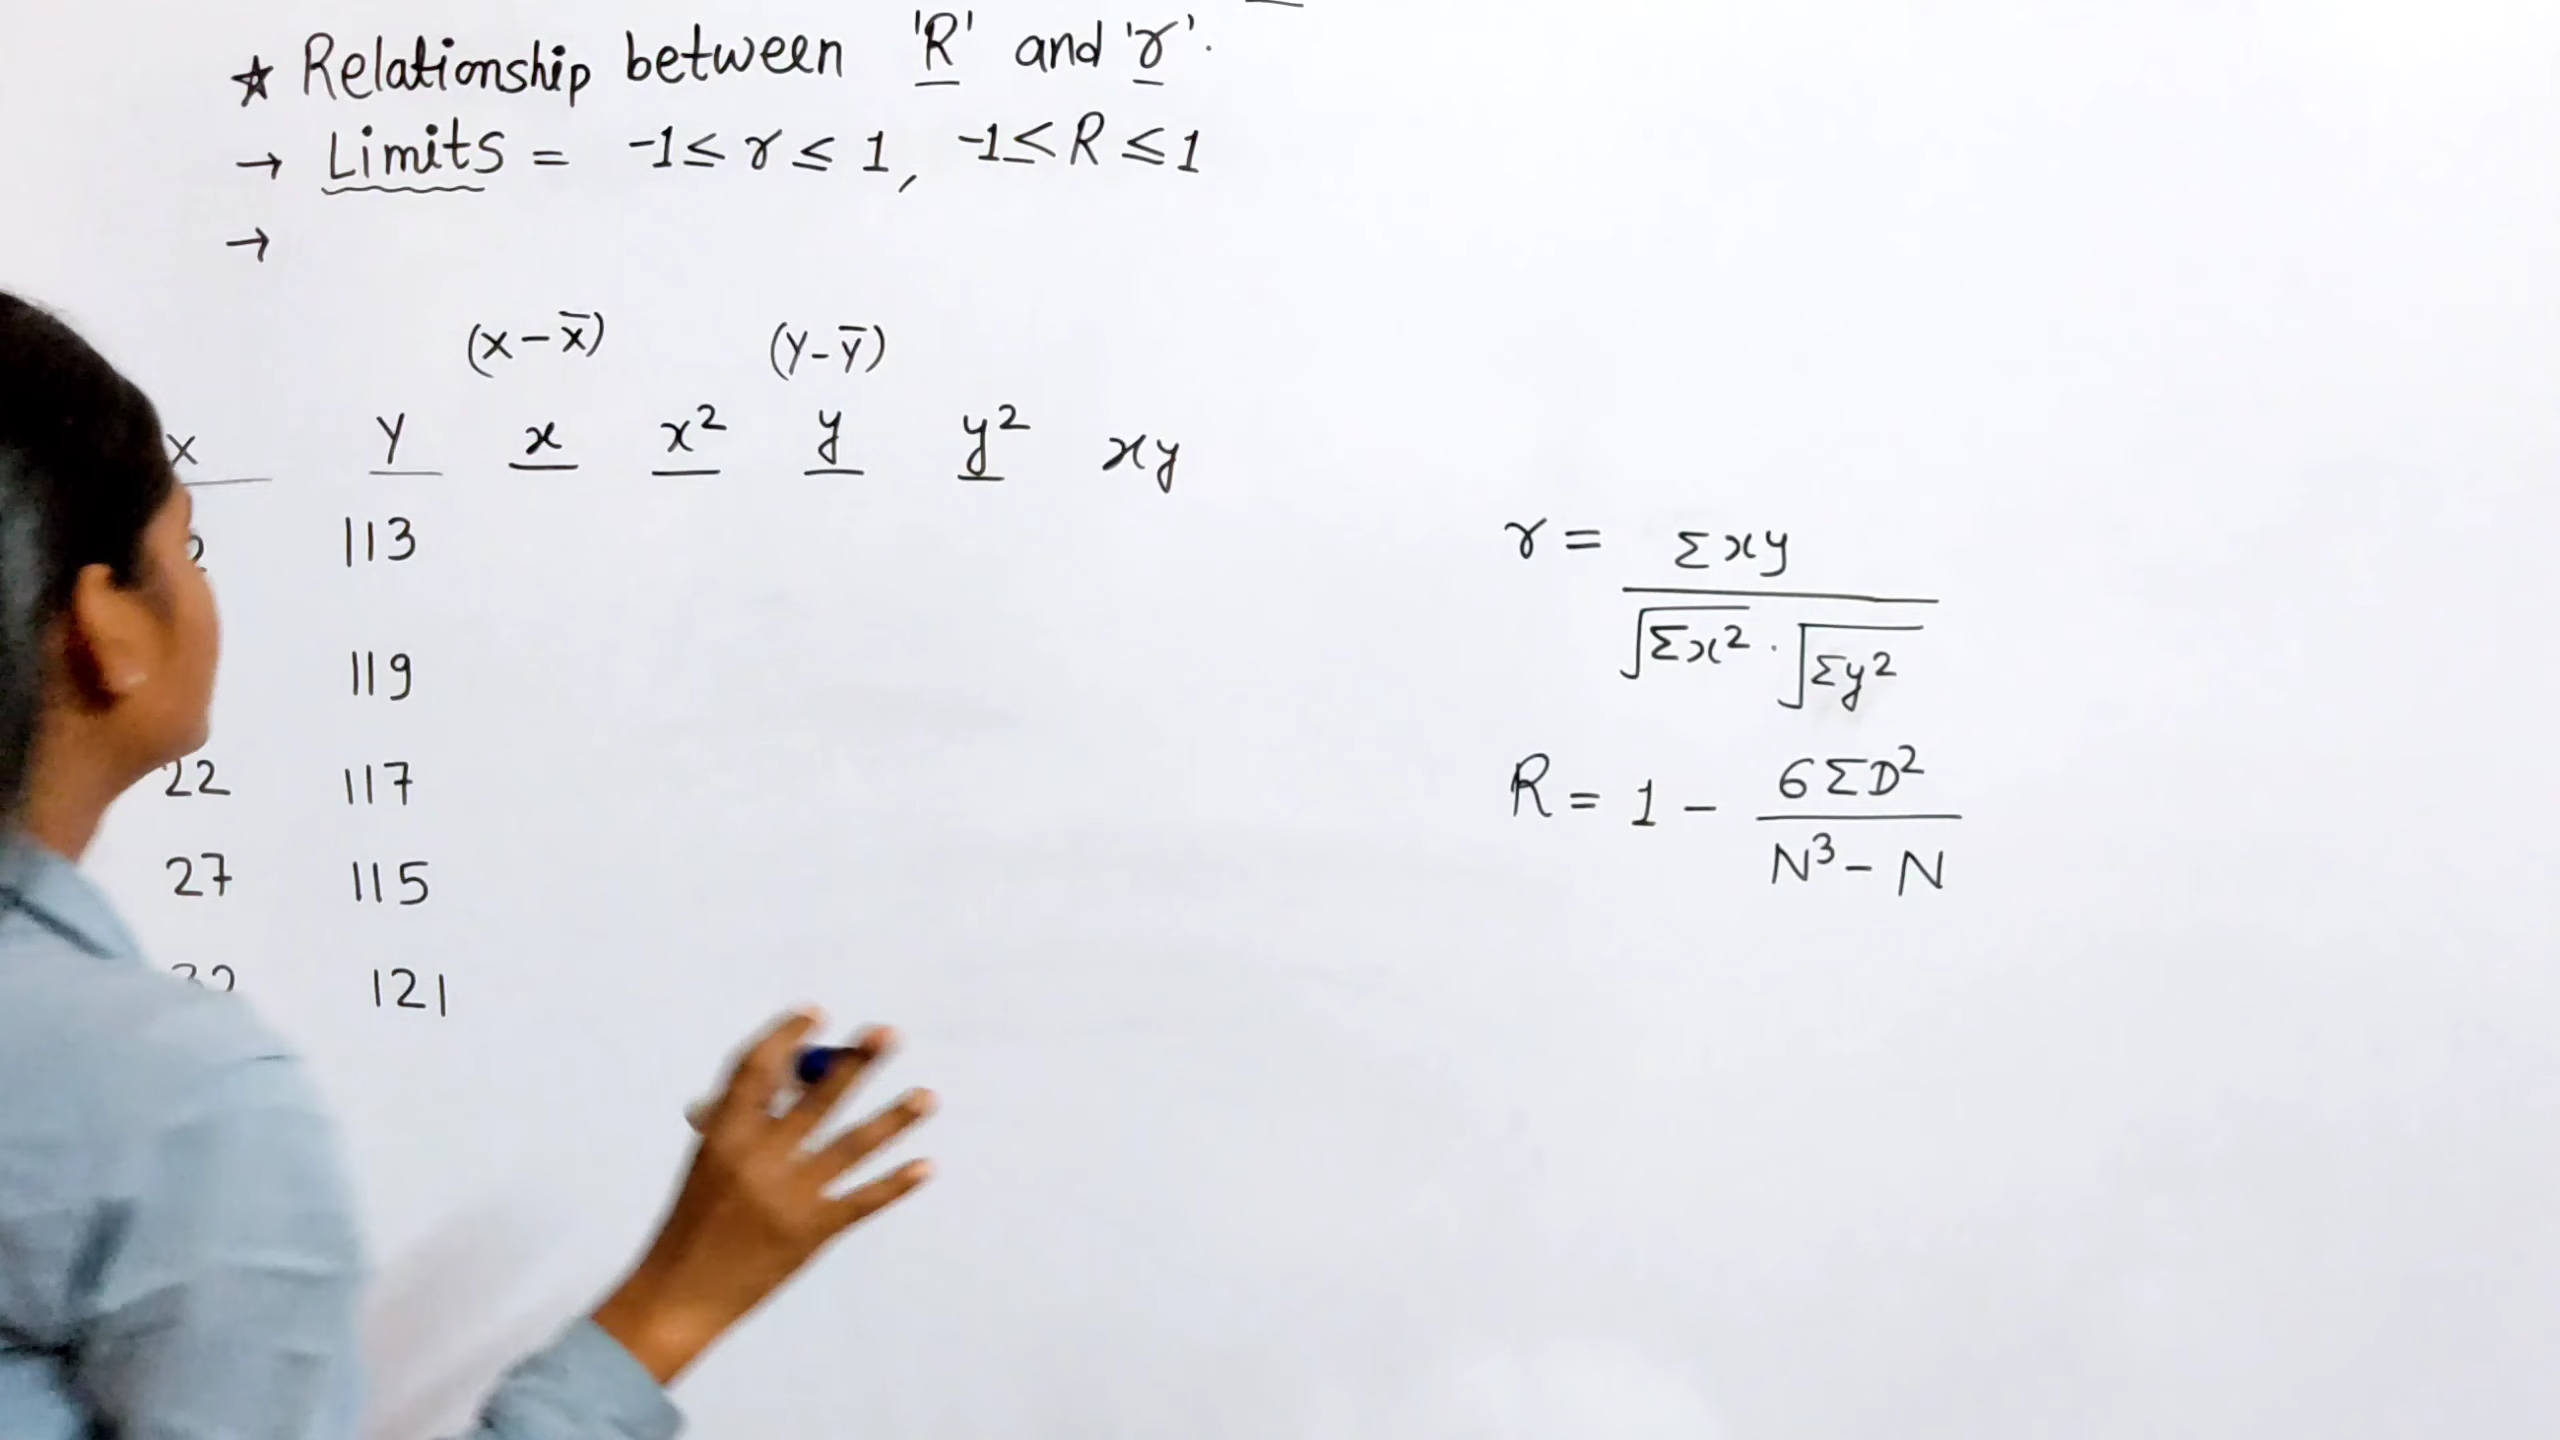 ★ Relationship between 'R' and 'r'.
→ Limits = -1 ≤ r ≤ 1, -1 ≤ R ≤ 1
→
(X - X̅) (Y - Y̅)
X Y x x² y y² xy
113
119
22 117
27 115
121
r = Σxy / √Σx² · √Σy²
R = 1 - 6ΣD² / N³ - N